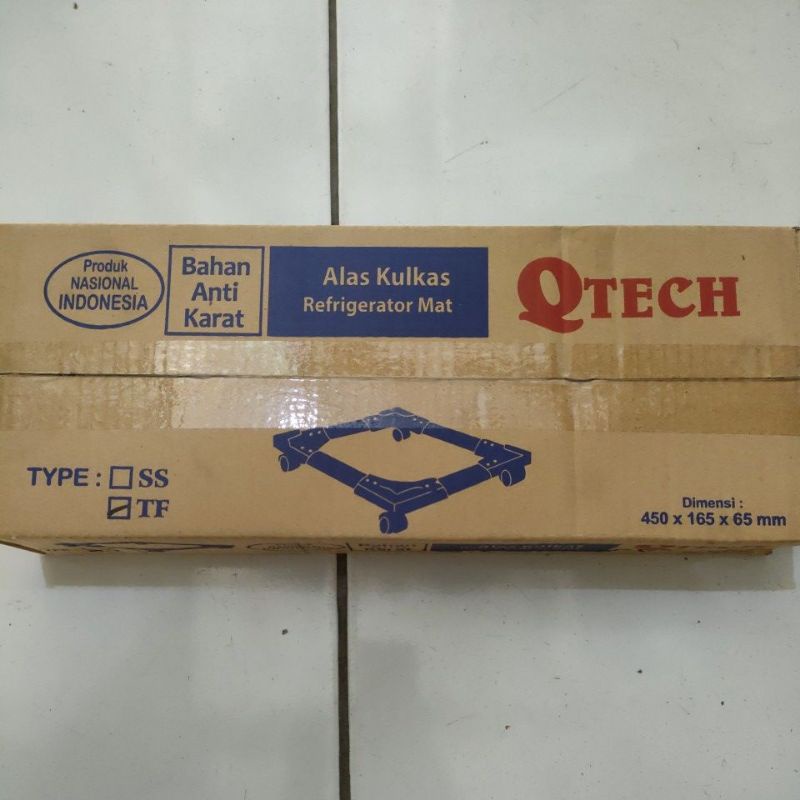 Produk
NASIONAL
INDONESIA
Bahan
Anti
Karat
Alas Kulkas
Refrigerator Mat
QTECH
TYPE : SS
TF
Dimensi :
450 x 165 x 65 mm